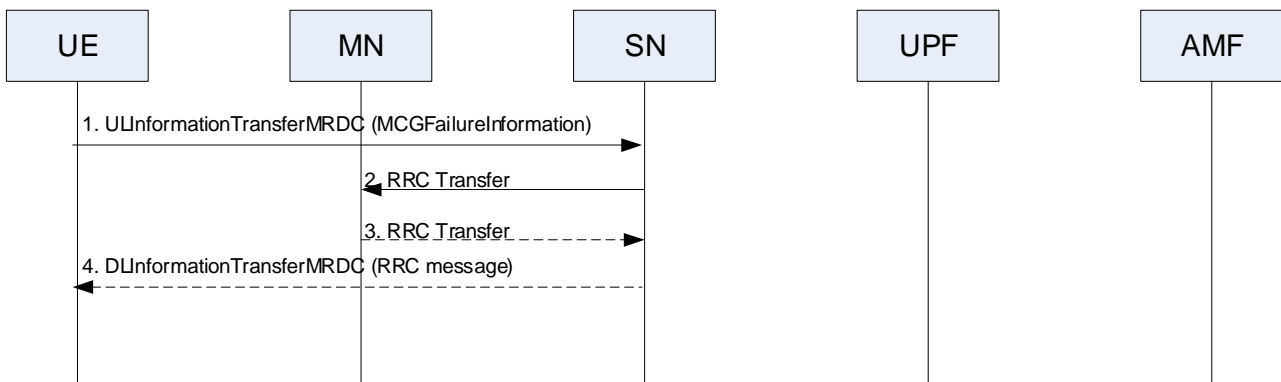 UE
MN
SN
UPF
AMF
1. ULInformationTransferMRDC (MCGFailureInformation)
2. RRC Transfer
3. RRC Transfer
4. DLInformationTransferMRDC (RRC message)